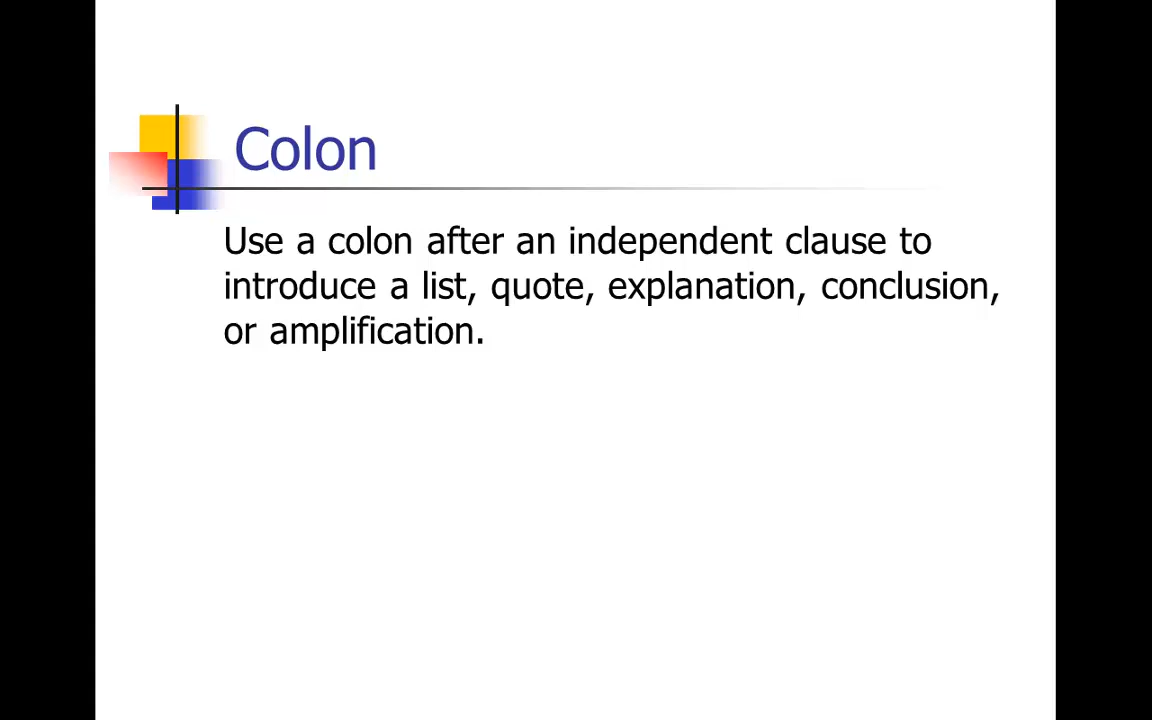 Colon
Use a colon after an independent clause to
introduce a list, quote, explanation, conclusion,
or amplification.